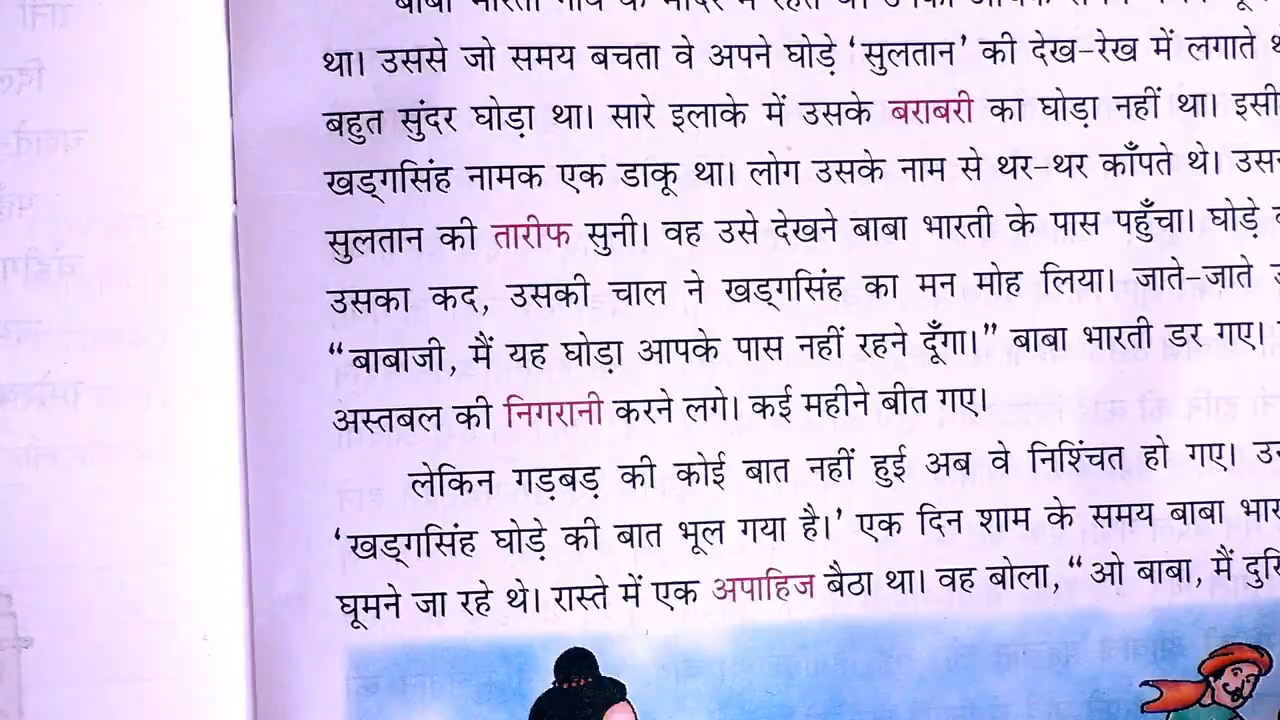 बाबा भारती गाँव के मंदिर में रहते थे। उनका
था। उससे जो समय बचता वे अपने घोड़े ‘सुलतान’ की देख-रेख में लगाते
बहुत सुंदर घोड़ा था। सारे इलाके में उसके बराबरी का घोड़ा नहीं था। इसी
खड्गसिंह नामक एक डाकू था। लोग उसके नाम से थर-थर काँपते थे।
सुलतान की तारीफ सुनी। वह उसे देखने बाबा भारती के पास पहुँचा। घोड़े
उसका कद, उसकी चाल ने खड्गसिंह का मन मोह लिया। जाते-जाते
“बाबाजी, मैं यह घोड़ा आपके पास नहीं रहने दूँगा।” बाबा भारती डर गए।
अस्तबल की निगरानी करने लगे। कई महीने बीत गए।
लेकिन गड़बड़ की कोई बात नहीं हुई अब वे निश्चिंत हो गए।
‘खड्गसिंह घोड़े की बात भूल गया है।’ एक दिन शाम के समय बाबा
घूमने जा रहे थे। रास्ते में एक अपाहिज बैठा था। वह बोला, “ओ बाबा, मैं